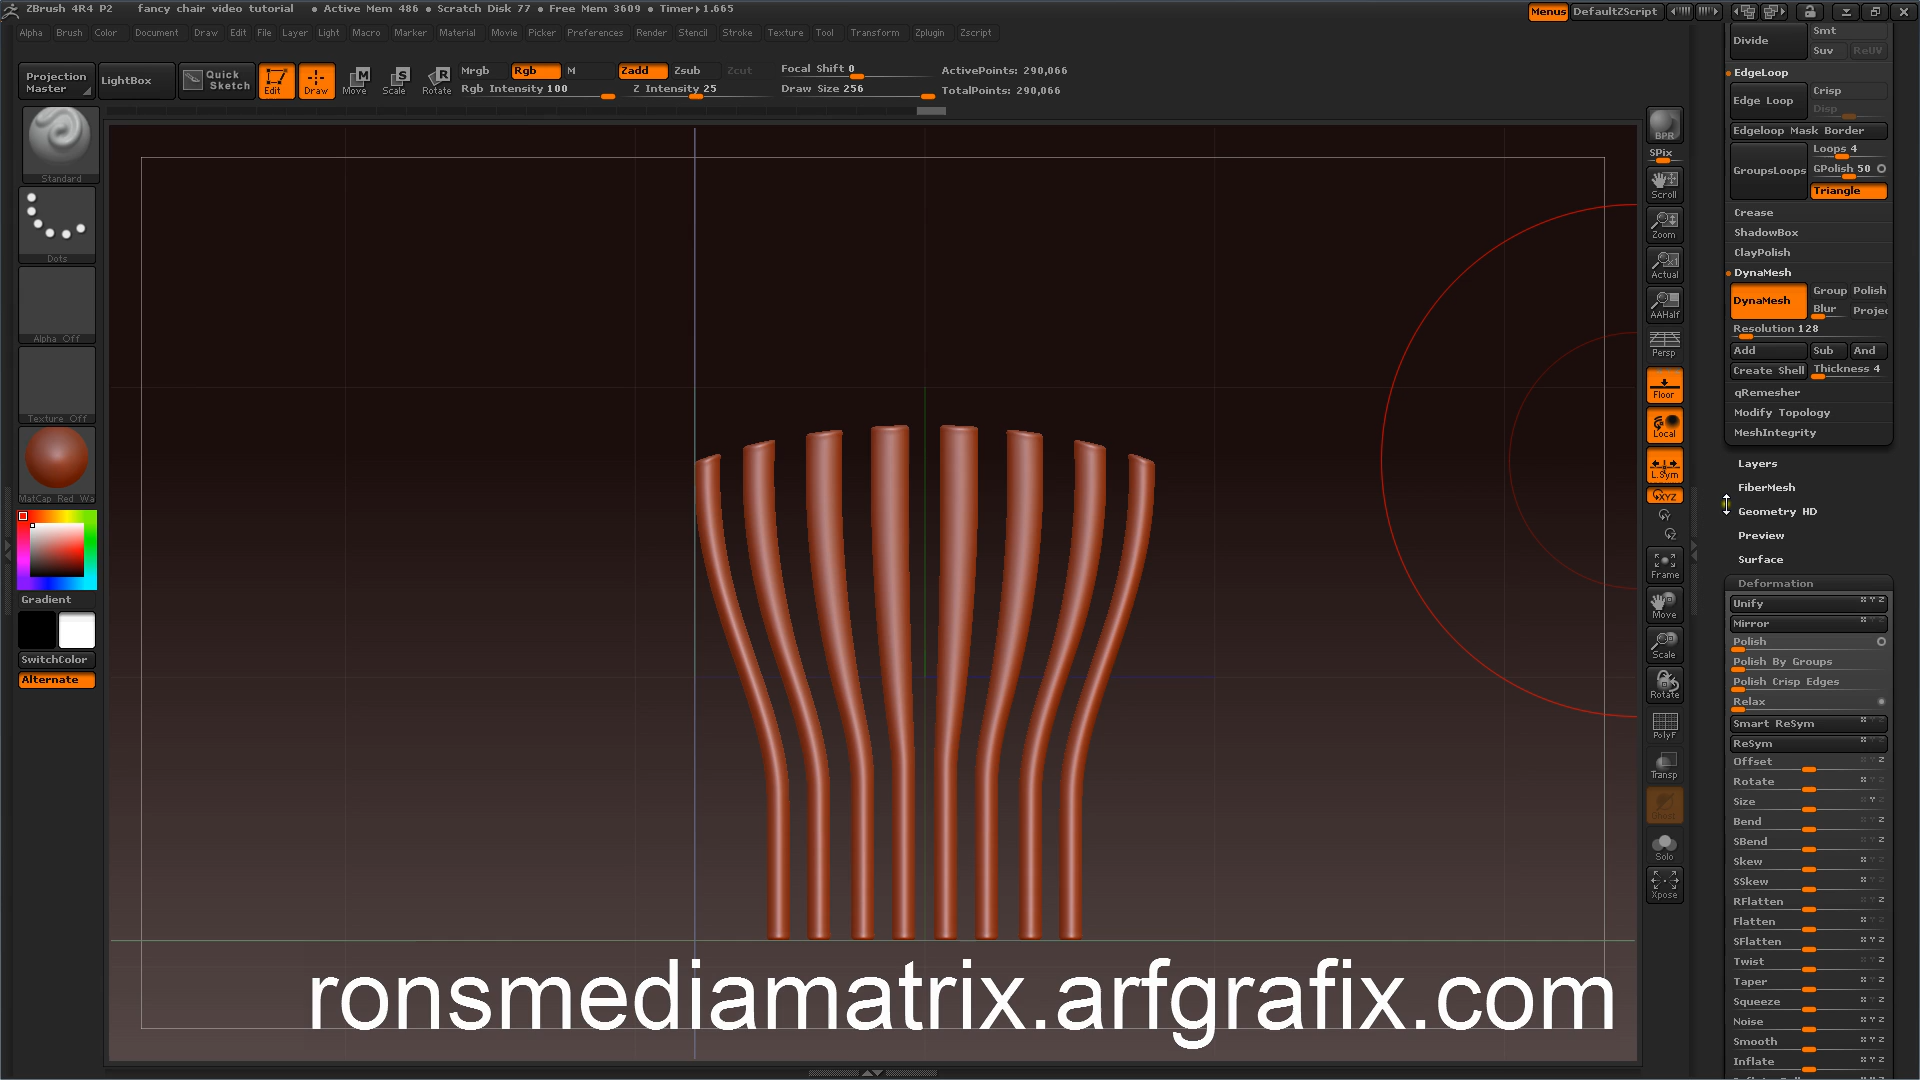 ZBrush 4R4 P2 fancy chair video tutorial • Active Mem 486 • Scratch Disk 77 • Free Mem 3609 • Timer▸1.665 Menus DefaultZScript
Alpha Brush Color Document Draw Edit File Layer Light Macro Marker Material Movie Picker Preferences Render Stencil Stroke Texture Tool Transform Zplugin Zscript
Projection Master
LightBox
Quick Sketch
Edit
Draw
Move
Scale
Rotate
Mrgb Rgb M
Rgb Intensity 100
Zadd Zsub Zcut
Z Intensity 25
Focal Shift 0
Draw Size 256
ActivePoints: 290,066
TotalPoints: 290,066
Standard
Dots
Alpha Off
Texture Off
MatCap Red Wa
Gradient
SwitchColor
Alternate
BPR
SPix
Scroll
Zoom
Actual
AAHalf
Persp
Floor
Local
L.Sym
XYZ
Y
Z
Frame
Move
Scale
Rotate
PolyF
Transp
Solo
Xpose
Divide
Smt
Suv ReUV
EdgeLoop
Edge Loop
Crisp
Disp
Edgeloop Mask Border
GroupsLoops
Loops 4
GPolish 50
Triangle
Crease
ShadowBox
ClayPolish
DynaMesh
DynaMesh
Group Polish
Blur Projec
Resolution 128
Add Sub And
Create Shell Thickness 4
qRemesher
Modify Topology
MeshIntegrity
Layers
FiberMesh
Geometry HD
Preview
Surface
Deformation
Unify
Mirror
Polish
Polish By Groups
Polish Crisp Edges
Relax
Smart ReSym
ReSym
Offset
Rotate
Size
Bend
SBend
Skew
SSkew
RFlatten
Flatten
SFlatten
Twist
Taper
Squeeze
Noise
Smooth
Inflate
ronsmediamatrix.arfgrafix.com